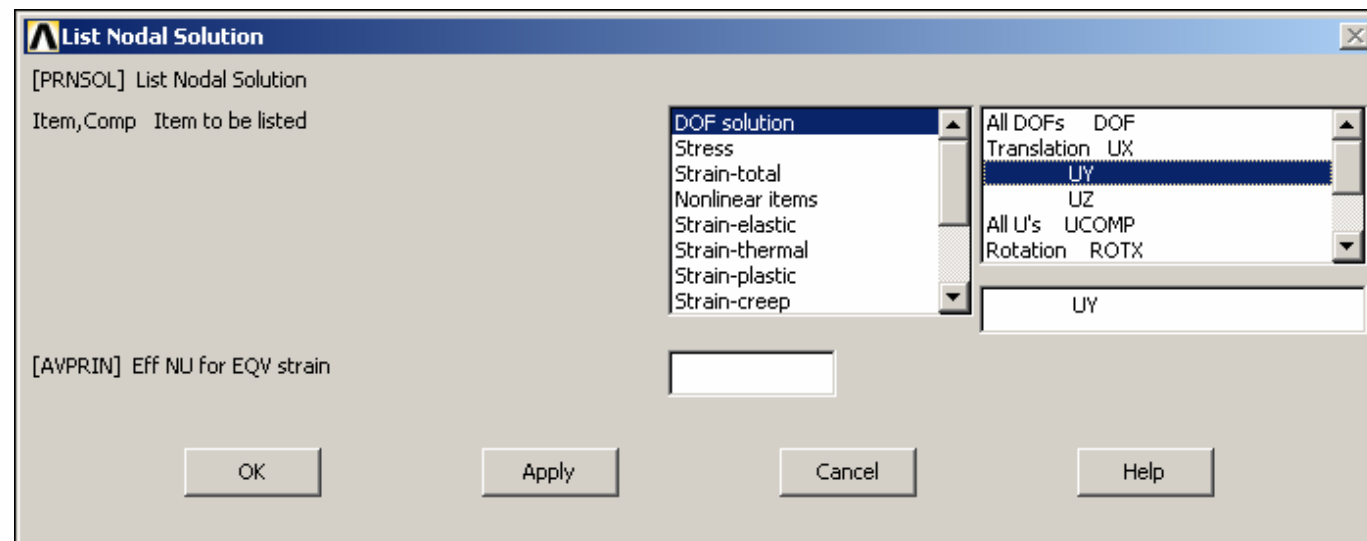 List Nodal Solution
[PRNSOL] List Nodal Solution
Item,Comp Item to be listed
DOF solution
Stress
Strain-total
Nonlinear items
Strain-elastic
Strain-thermal
Strain-plastic
Strain-creep
All DOFs DOF
Translation UX
UY
UZ
All U's UCOMP
Rotation ROTX
UY
[AVPRIN] Eff NU for EQV strain
OK Apply Cancel Help